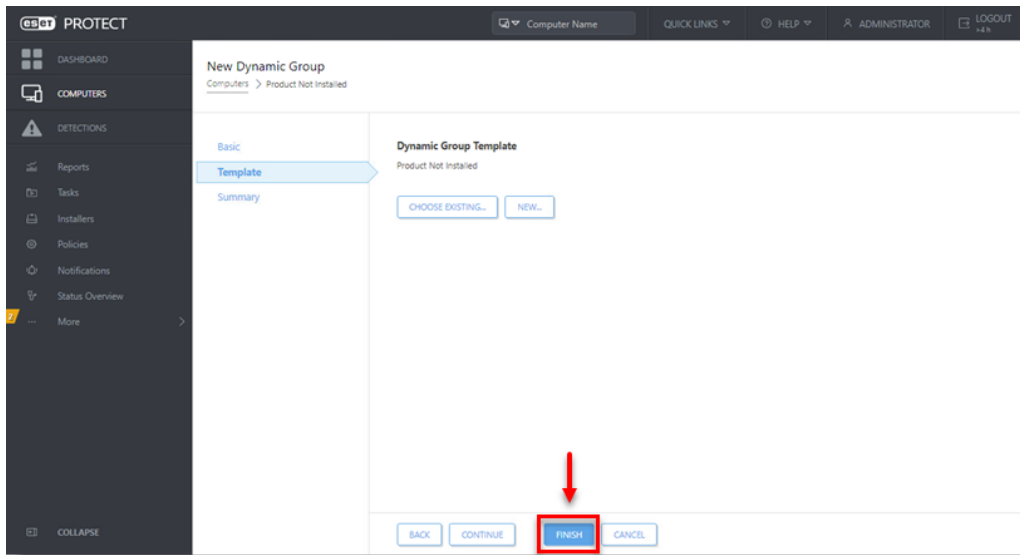 eset PROTECT
Computer Name
QUICK LINKS
HELP
ADMINISTRATOR
LOGOUT
>4 h
DASHBOARD
COMPUTERS
DETECTIONS
Reports
Tasks
Installers
Policies
Notifications
Status Overview
7
More
COLLAPSE
New Dynamic Group
Computers > Product Not Installed
Basic
Template
Summary
Dynamic Group Template
Product Not Installed
CHOOSE EXISTING... NEW...
BACK CONTINUE FINISH CANCEL